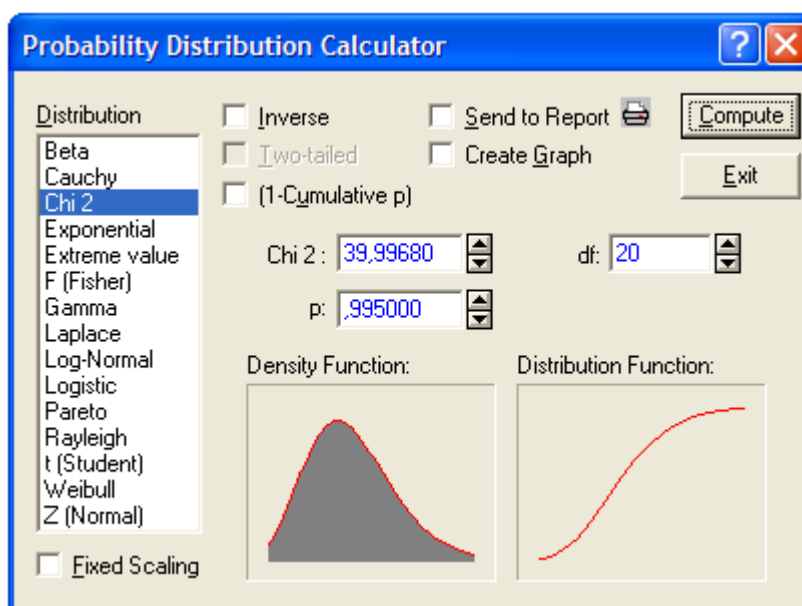 Probability Distribution Calculator
Distribution
Beta
Cauchy
Chi 2
Exponential
Extreme value
F (Fisher)
Gamma
Laplace
Log-Normal
Logistic
Pareto
Rayleigh
t (Student)
Weibull
Z (Normal)
Fixed Scaling
Inverse
Two-tailed
(1-Cumulative p)
Send to Report
Create Graph
Compute
Exit
Chi 2 : 39,99680
df: 20
p: ,995000
Density Function:
Distribution Function: